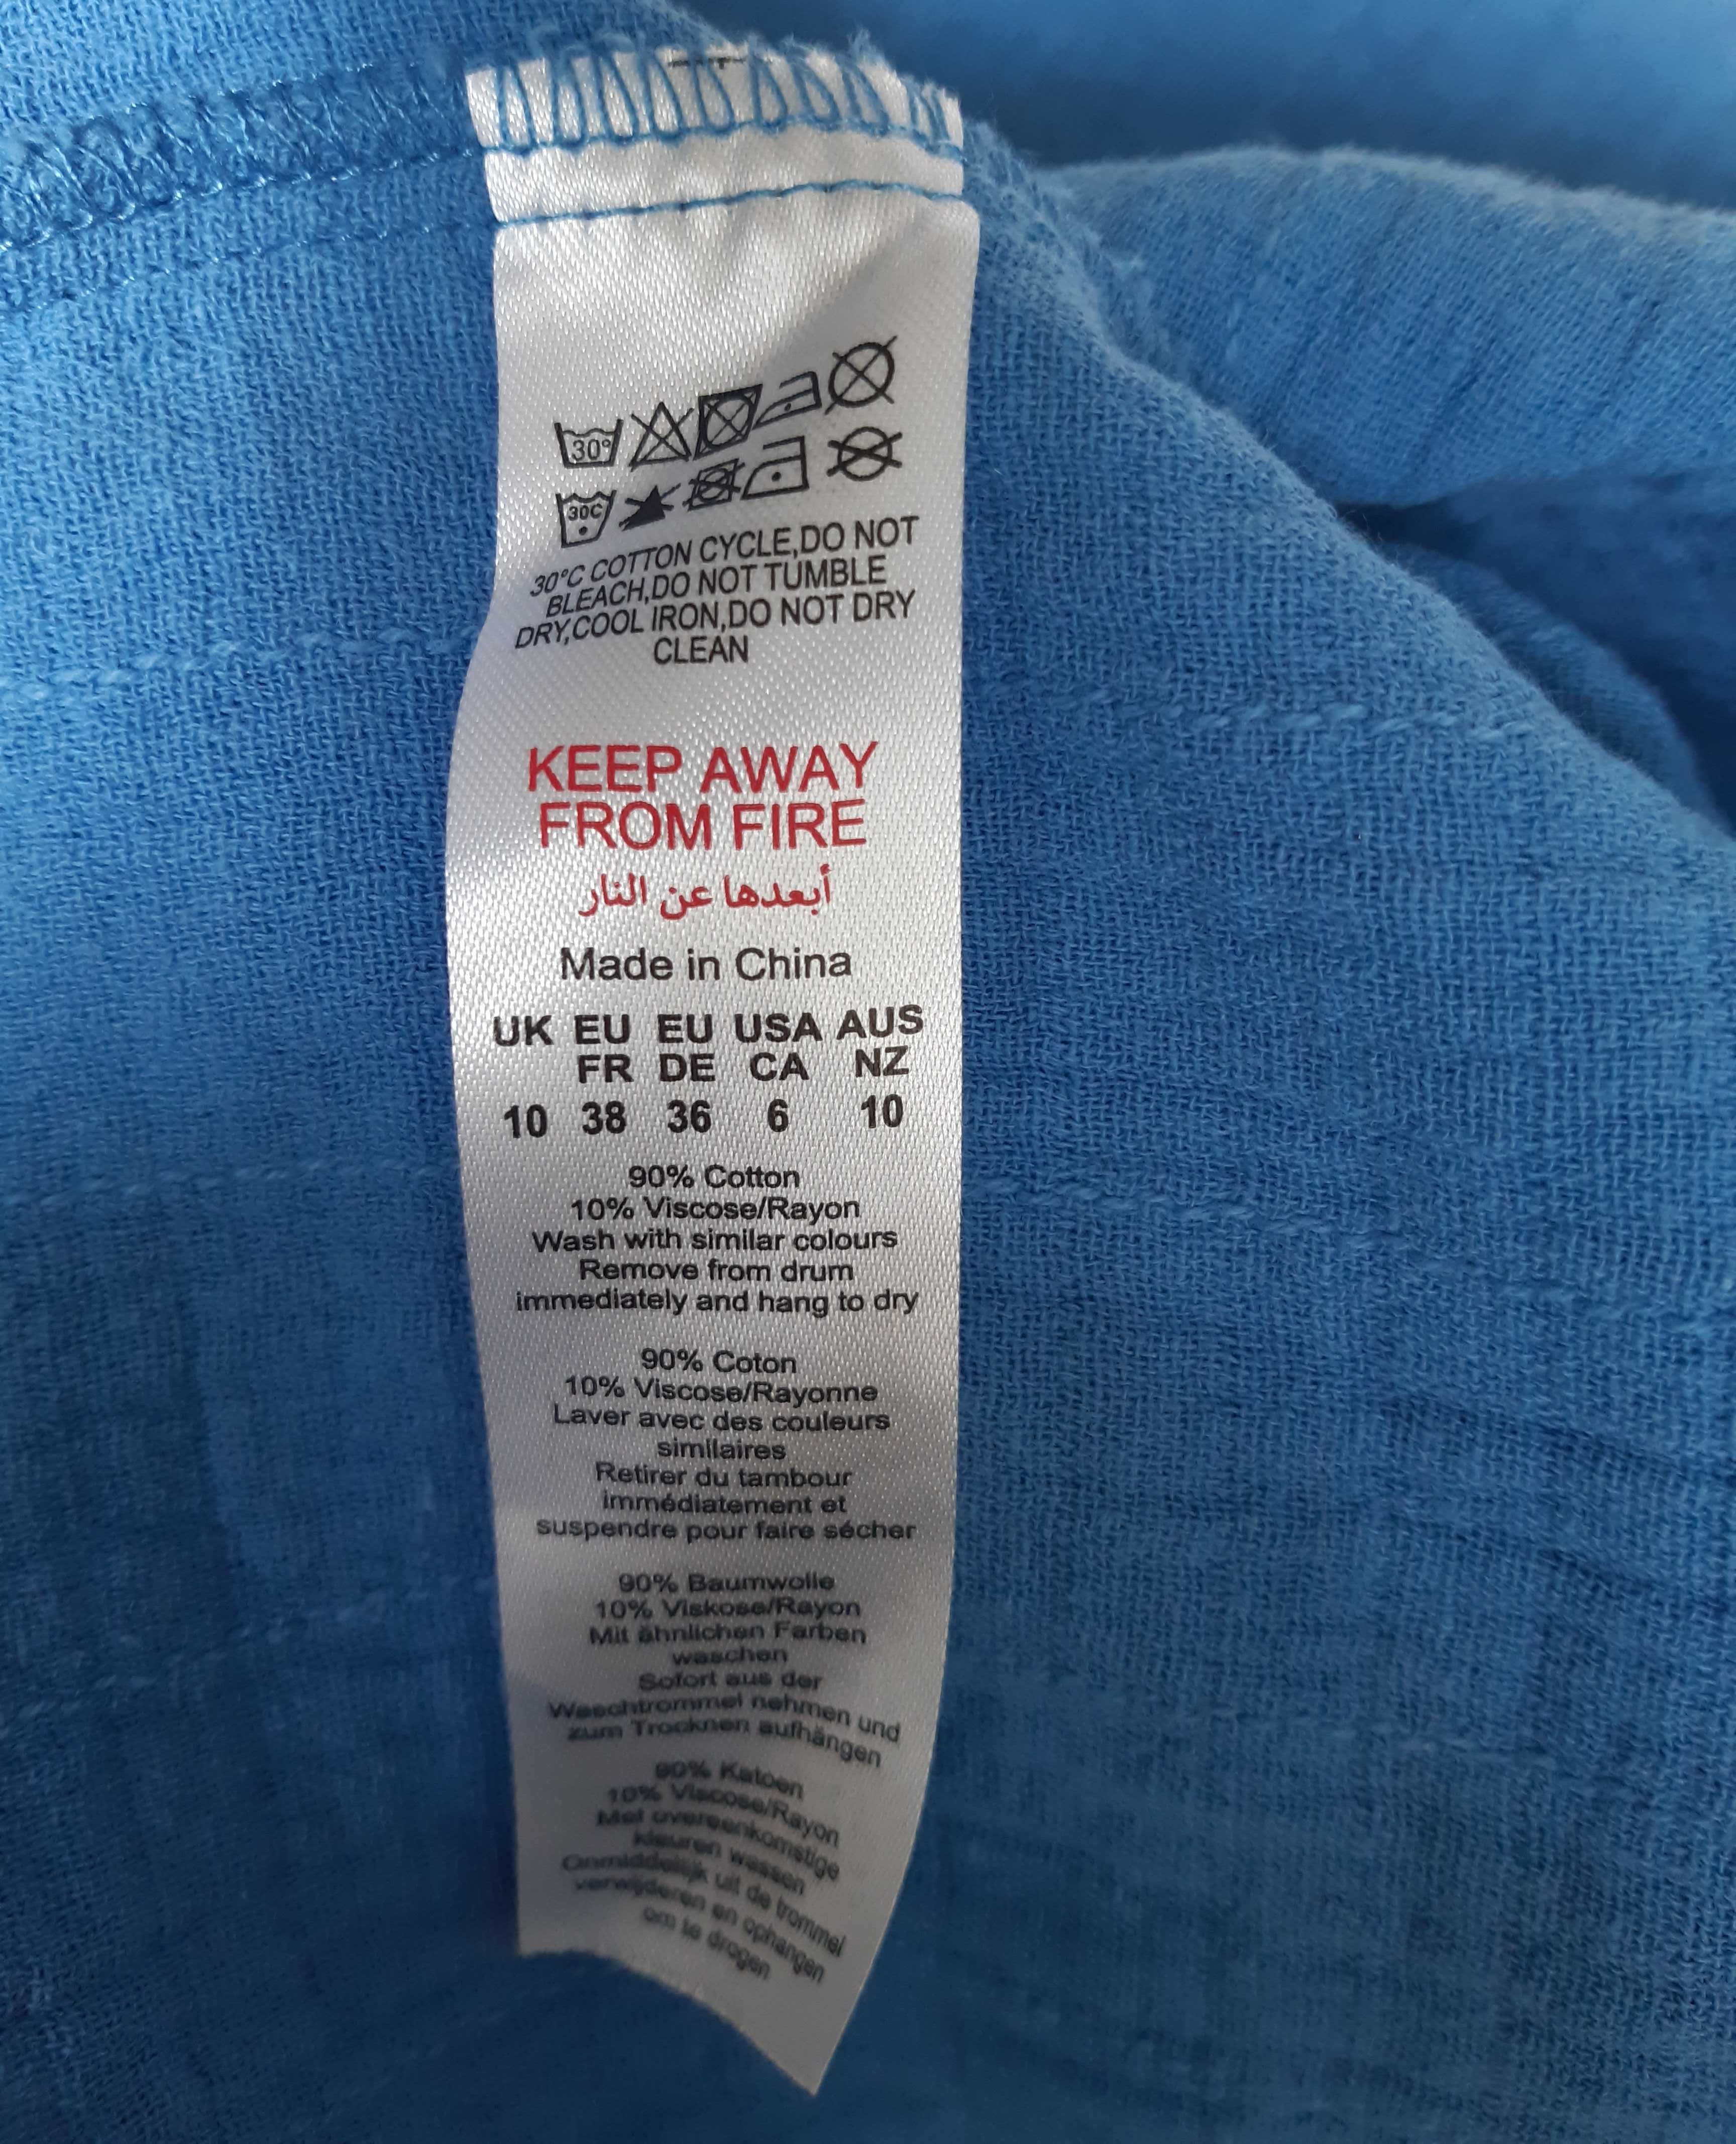 30°
30C
30°C COTTON CYCLE,DO NOT
BLEACH,DO NOT TUMBLE
DRY,COOL IRON,DO NOT DRY
CLEAN
KEEP AWAY
FROM FIRE
أبعدها عن النار
Made in China
UK EU EU USA AUS
FR DE CA NZ
10 38 36 6 10
90% Cotton
10% Viscose/Rayon
Wash with similar colours
Remove from drum
immediately and hang to dry
90% Coton
10% Viscose/Rayonne
Laver avec des couleurs
similaires
Retirer du tambour
immédiatement et
suspendre pour faire sécher
90% Baumwolle
10% Viskose/Rayon
Mit ähnlichen Farben
waschen
Sofort aus der
Waschtrommel nehmen und
zum Trocknen aufhängen
90% Katoen
10% Viscose/Rayon
Met overeenkomstige
kleuren wassen
Onmiddelijk uit de trommel
verwijderen en ophangen
om te drogen